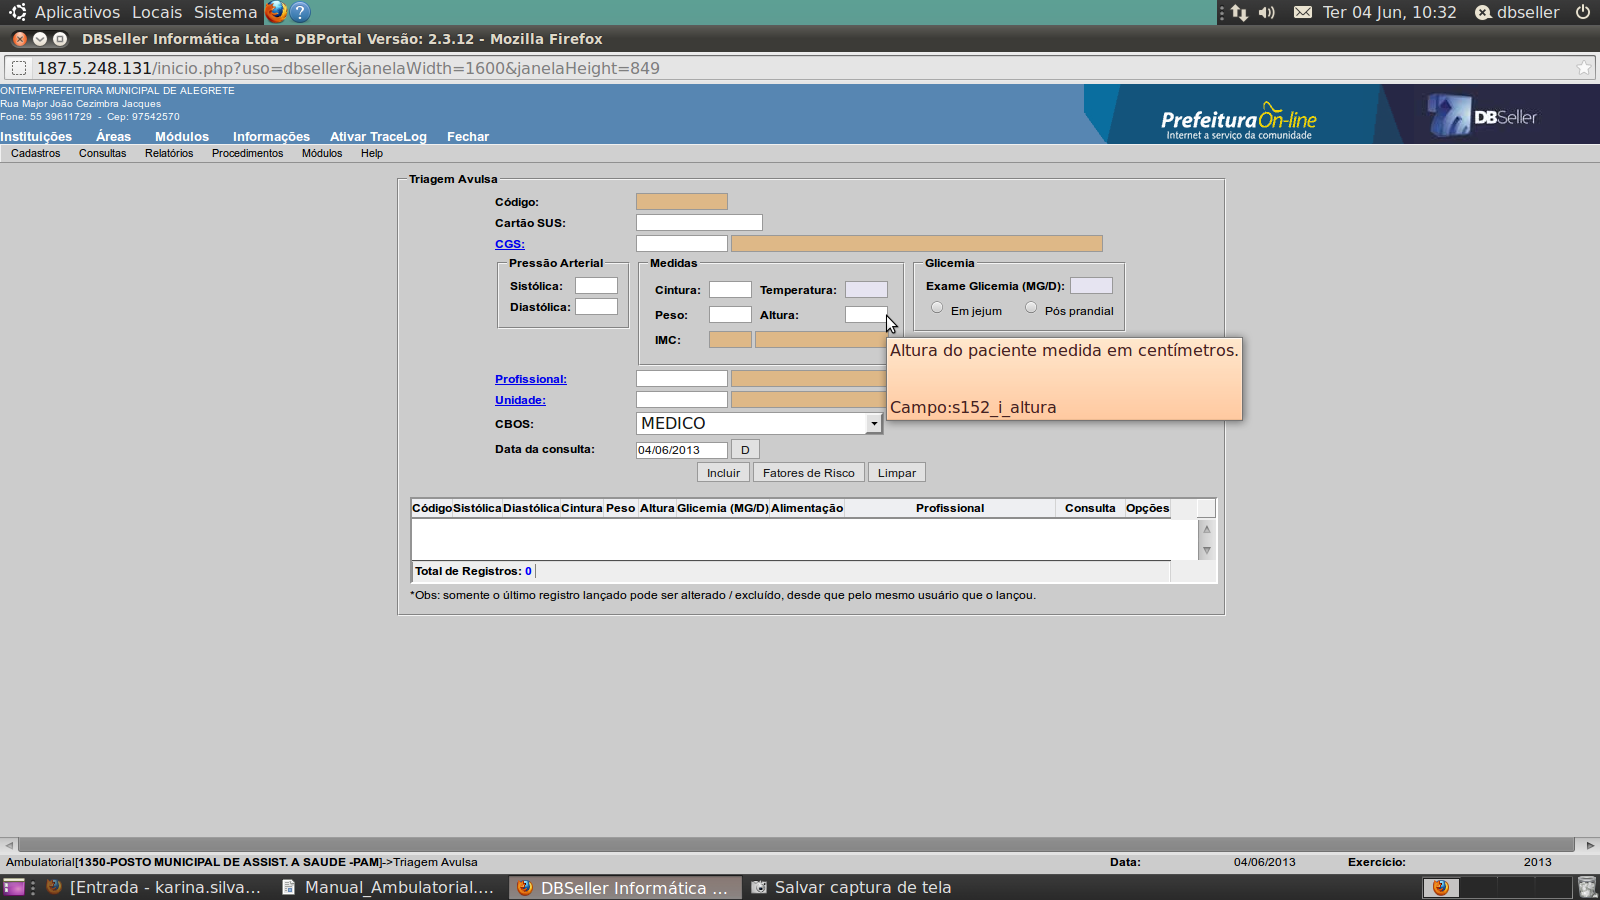 Aplicativos Locais Sistema ? Ter 04 Jun, 10:32 dbseller
DBSeller Informática Ltda - DBPortal Versão: 2.3.12 - Mozilla Firefox
187.5.248.131/inicio.php?uso=dbseller&janelaWidth=1600&janelaHeight=849
ONTEM-PREFEITURA MUNICIPAL DE ALEGRETE
Rua Major João Cezimbra Jacques
Fone: 55 39611729 - Cep: 97542570
Prefeitura On-line
Internet a serviço da comunidade
DBSeller
Instituições Áreas Módulos Informações Ativar TraceLog Fechar
Cadastros Consultas Relatórios Procedimentos Módulos Help
Triagem Avulsa
Código:
Cartão SUS:
CGS:
Pressão Arterial Medidas Glicemia
Sistólica: Cintura: Temperatura: Exame Glicemia (MG/D):
Diastólica: Peso: Altura: Em jejum Pós prandial
IMC:
Altura do paciente medida em centímetros.
Campo:s152_i_altura
Profissional:
Unidade:
CBOS: MEDICO
Data da consulta: 04/06/2013 D
Incluir Fatores de Risco Limpar
Código Sistólica Diastólica Cintura Peso Altura Glicemia (MG/D) Alimentação Profissional Consulta Opções
Total de Registros: 0
*Obs: somente o último registro lançado pode ser alterado / excluído, desde que pelo mesmo usuário que o lançou.
Ambulatorial[1350-POSTO MUNICIPAL DE ASSIST. A SAUDE -PAM]->Triagem Avulsa Data: 04/06/2013 Exercício: 2013
[Entrada - karina.silva... Manual_Ambulatorial.... DBSeller Informática ... Salvar captura de tela